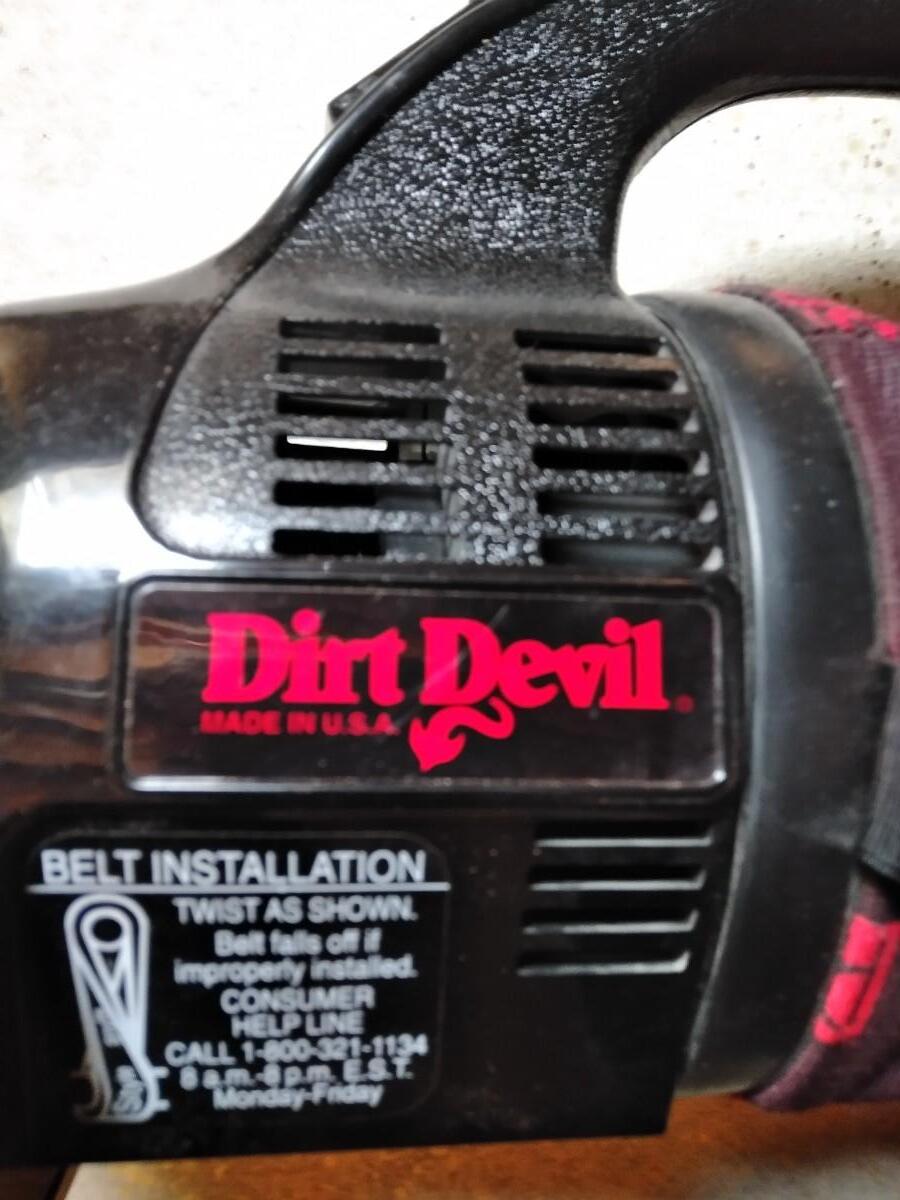 Dirt Devil®
MADE IN U.S.A.
BELT INSTALLATION
TWIST AS SHOWN.
Belt falls off if
improperly installed.
CONSUMER
HELP LINE
CALL 1-800-321-1134
8 a.m.-8 p.m. E.S.T.
Monday-Friday